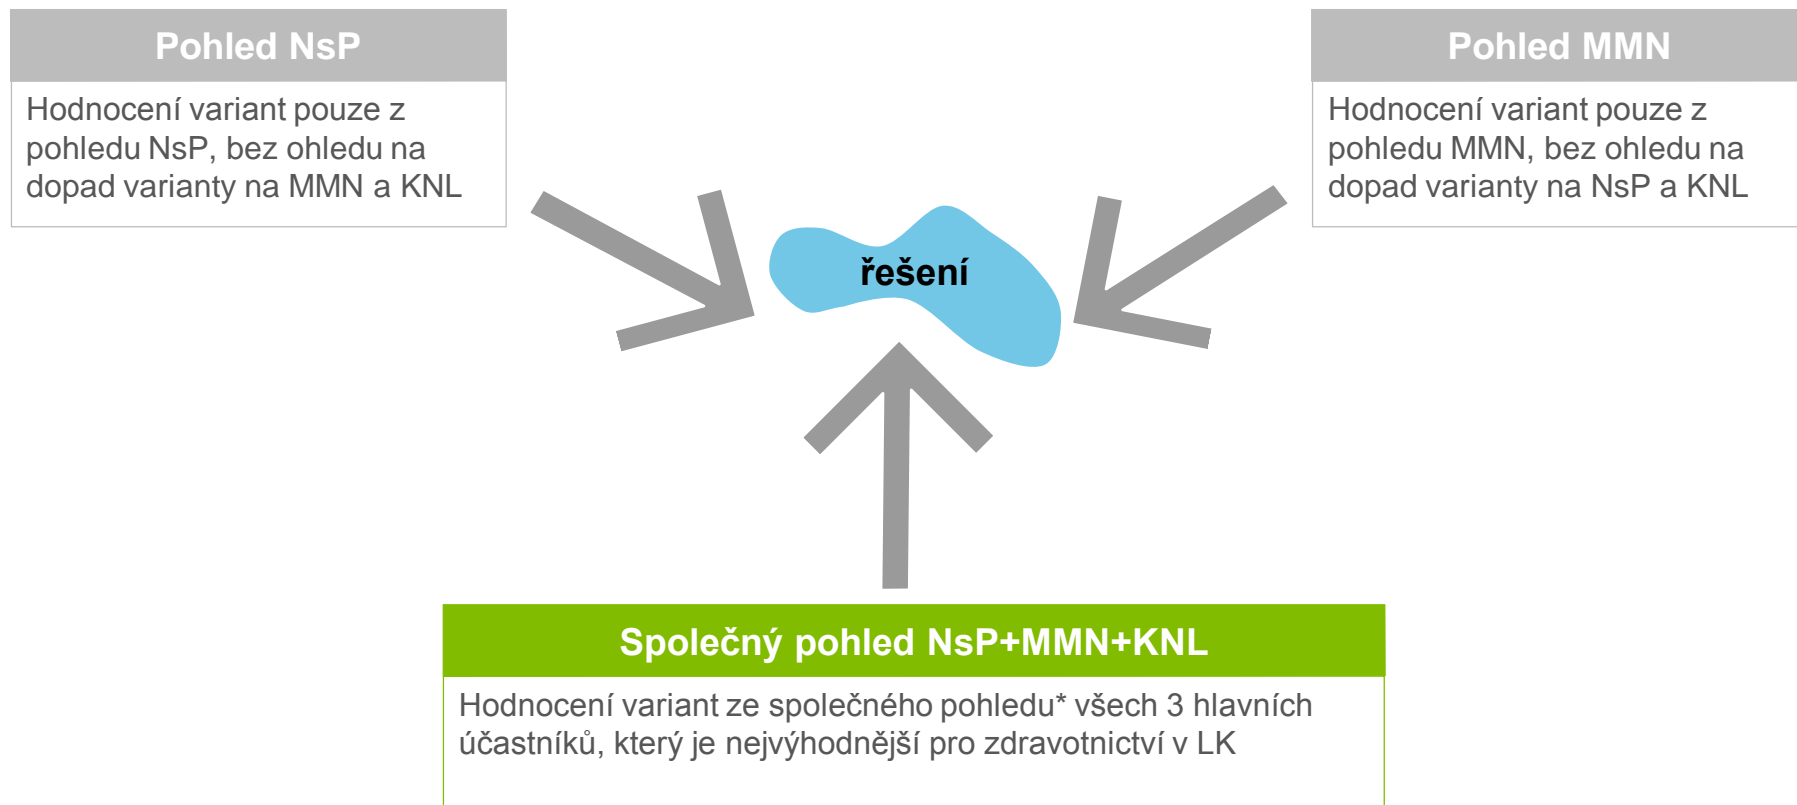 Pohled NsP
Hodnocení variant pouze z
pohledu NsP, bez ohledu na
dopad varianty na MMN a KNL
Pohled MMN
Hodnocení variant pouze z
pohledu MMN, bez ohledu na
dopad varianty na NsP a KNL
řešení
Společný pohled NsP+MMN+KNL
Hodnocení variant ze společného pohledu* všech 3 hlavních
účastníků, který je nejvýhodnější pro zdravotnictví v LK